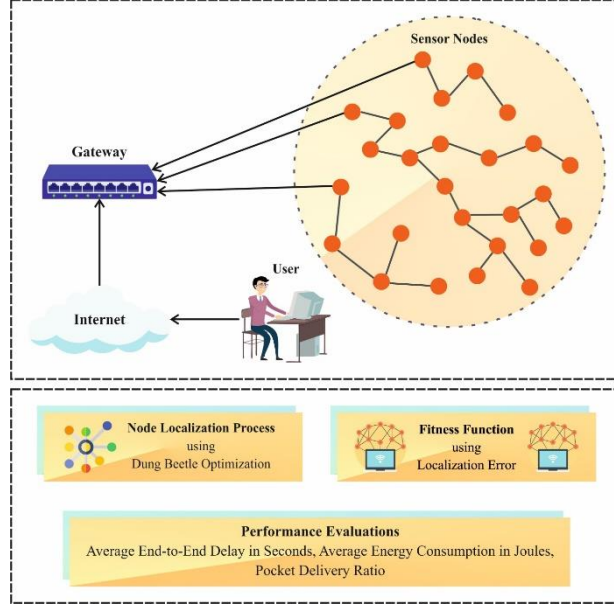 Sensor Nodes
Gateway
User
Internet
Node Localization Process
using
Dung Beetle Optimization
Fitness Function
using
Localization Error
Performance Evaluations
Average End-to-End Delay in Seconds, Average Energy Consumption in Joules,
Pocket Delivery Ratio